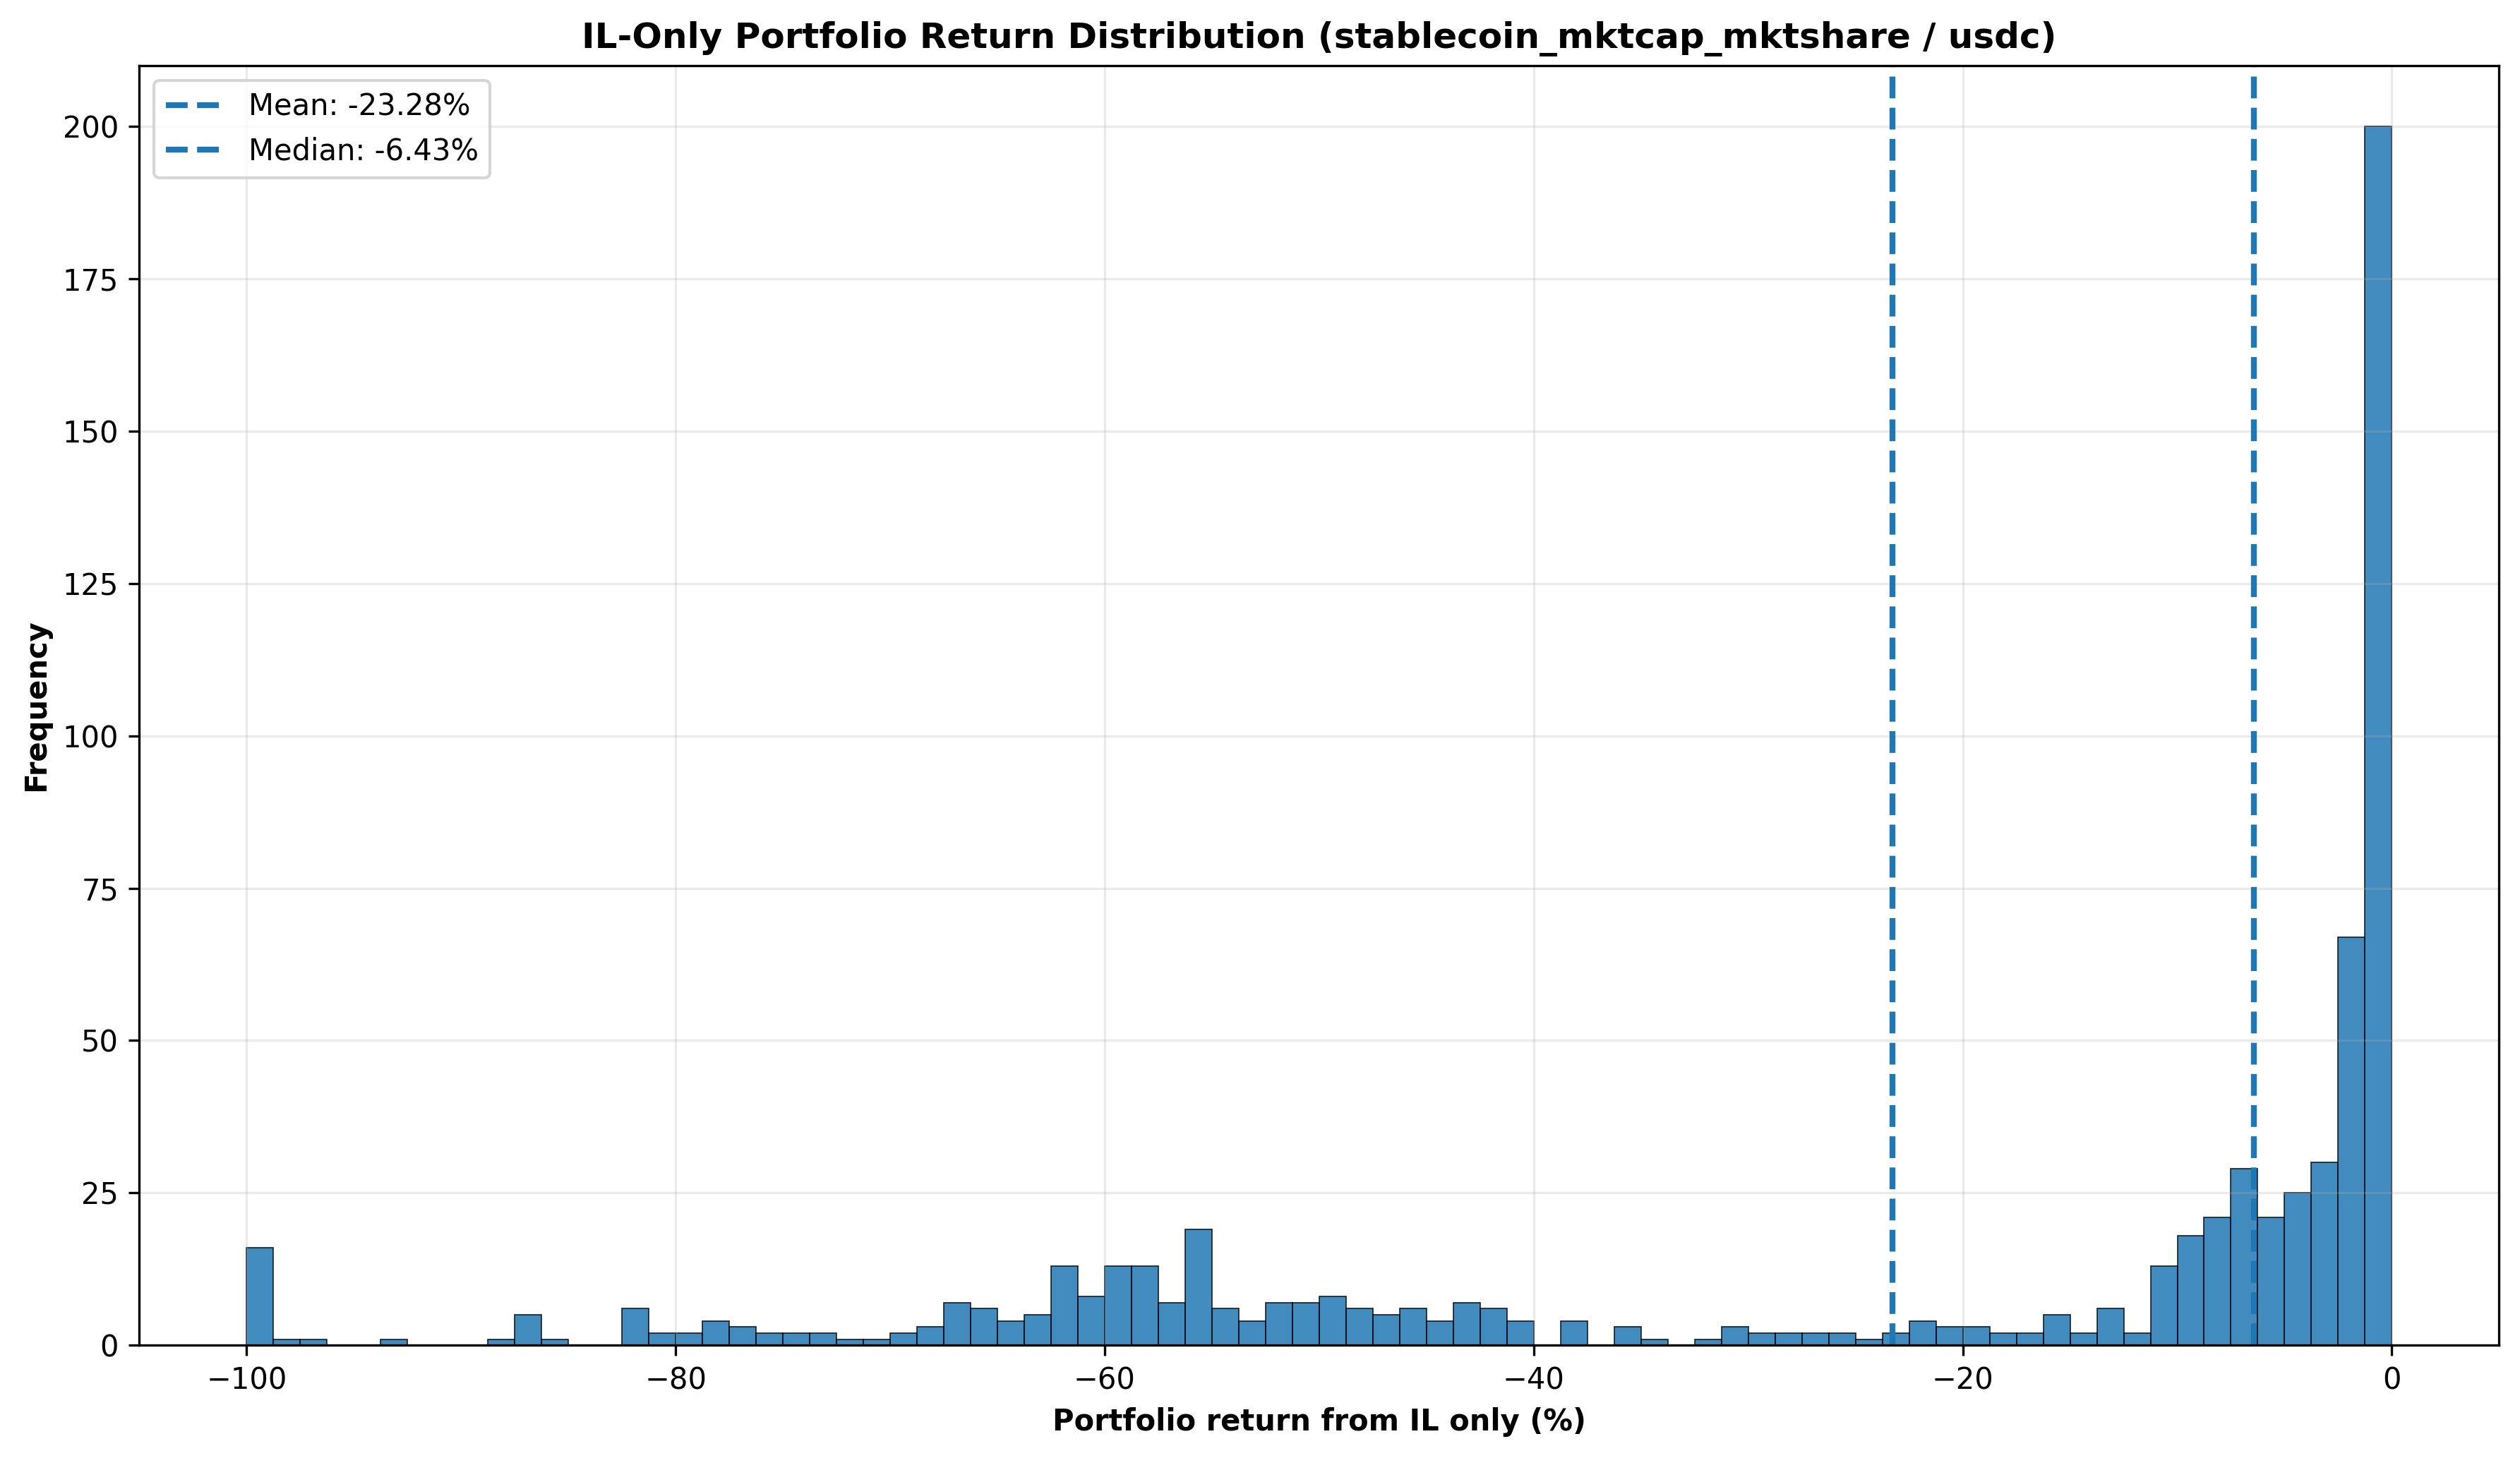 IL-Only Portfolio Return Distribution (stablecoin_mktcap_mktshare / usdc)
Mean: -23.28%
Median: -6.43%
200
175
150
125
100
75
50
25
0
Frequency
−100 −80 −60 −40 −20 0
Portfolio return from IL only (%)